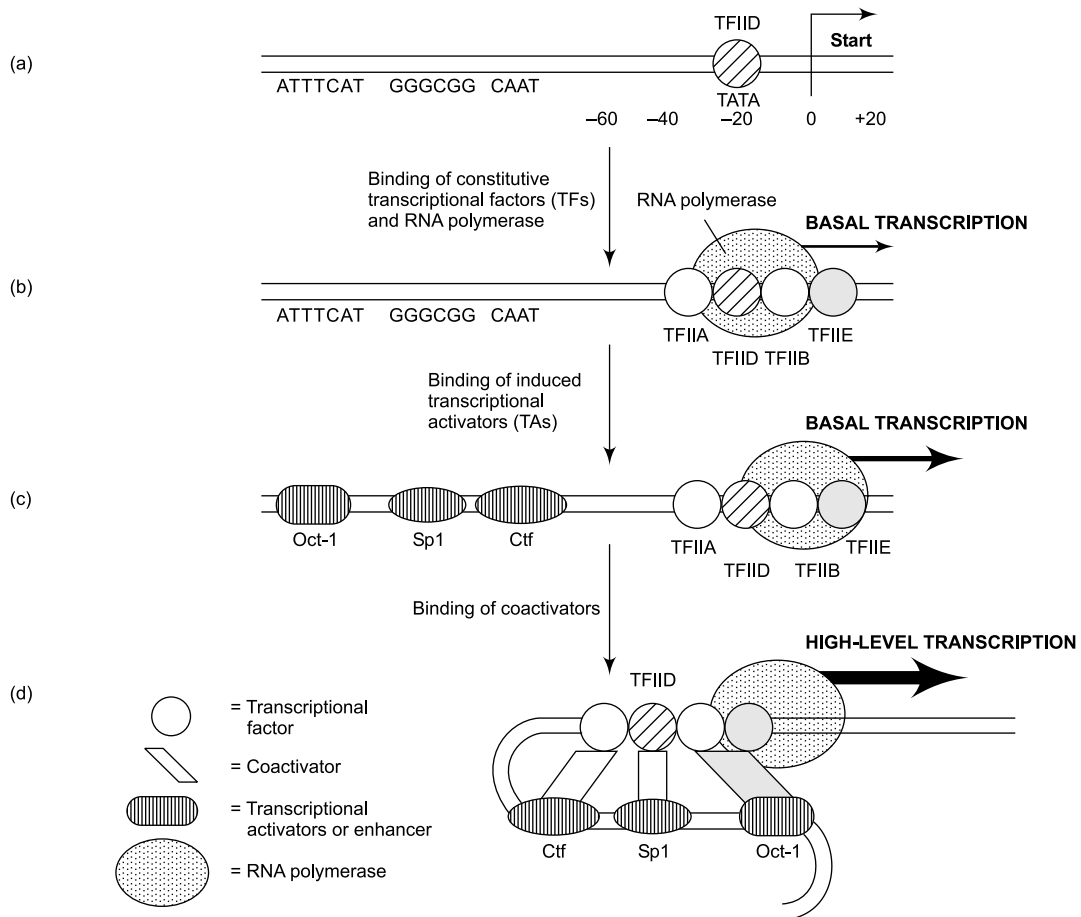 TFIID
Start
(a)
ATTTCAT GGGCGG CAAT
TATA
–60 –40 –20 0 +20
Binding of constitutive
transcriptional factors (TFs)
and RNA polymerase
RNA polymerase
BASAL TRANSCRIPTION
(b)
ATTTCAT GGGCGG CAAT
TFIIA
TFIIE
TFIID
TFIIB
Binding of induced
transcriptional
activators (TAs)
BASAL TRANSCRIPTION
(c)
Oct-1
Sp1
Ctf
TFIIA
TFIIE
TFIID
TFIIB
Binding of coactivators
HIGH-LEVEL TRANSCRIPTION
(d)
TFIID
= Transcriptional
factor
= Coactivator
= Transcriptional
activators or enhancer
= RNA polymerase
Ctf
Sp1
Oct-1